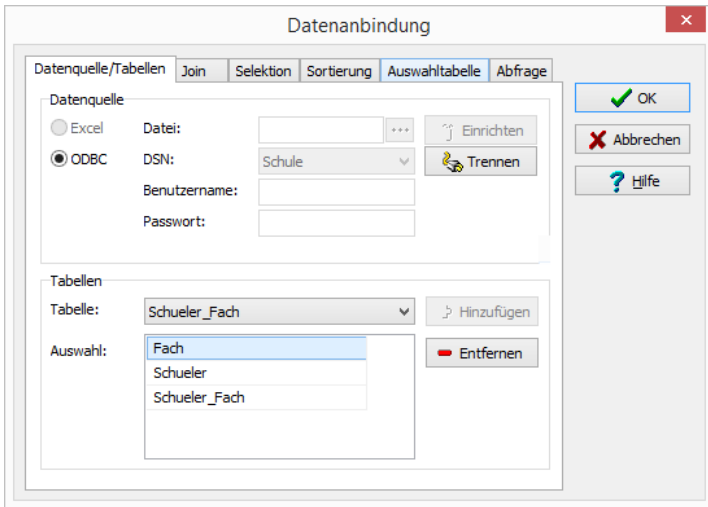 Datenanbindung
Datenquelle/Tabellen Join Selektion Sortierung Auswahltabelle Abfrage
Datenquelle
Excel Datei: ... Einrichten
ODBC DSN: Schule Trennen
Benutzername:
Passwort:
Tabellen
Tabelle: Schueler_Fach Hinzufügen
Auswahl: Fach Entfernen
Schueler
Schueler_Fach
OK
Abbrechen
Hilfe